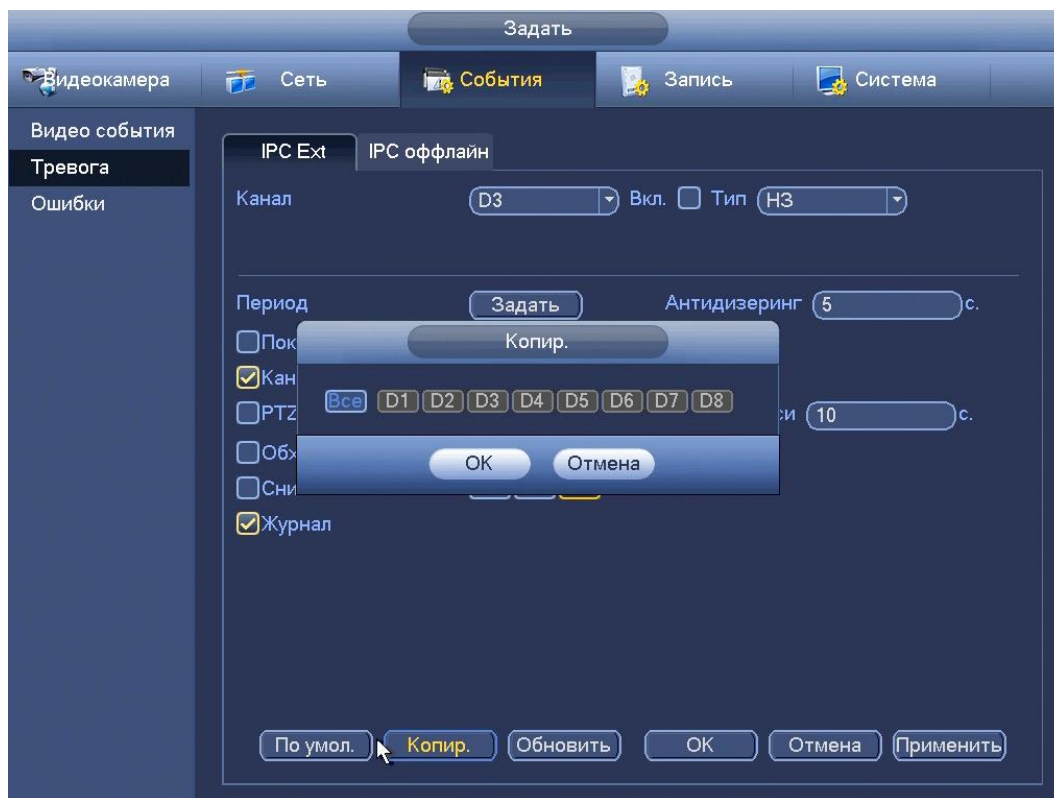 Задать
Видеокамера Сеть События Запись Система
Видео события
Тревога
Ошибки
IPC Ext IPC оффлайн
Канал D3 Вкл. Тип НЗ
Период Задать Антидизеринг 5 с.
Копир.
Все D1 D2 D3 D4 D5 D6 D7 D8
PTZ 10 с.
OK Отмена
Журнал
По умол. Копир. Обновить OK Отмена Применить